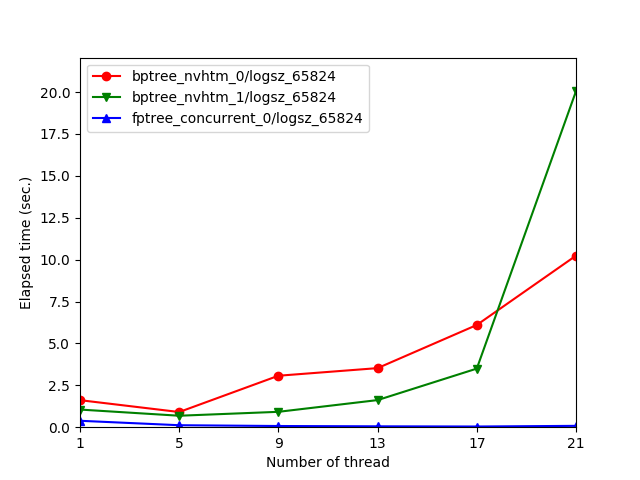 bptree_nvhtm_0/logsz_65824
bptree_nvhtm_1/logsz_65824
fptree_concurrent_0/logsz_65824
20.0
17.5
15.0
12.5
10.0
7.5
5.0
2.5
0.0
Elapsed time (sec.)
1 5 9 13 17 21
Number of thread